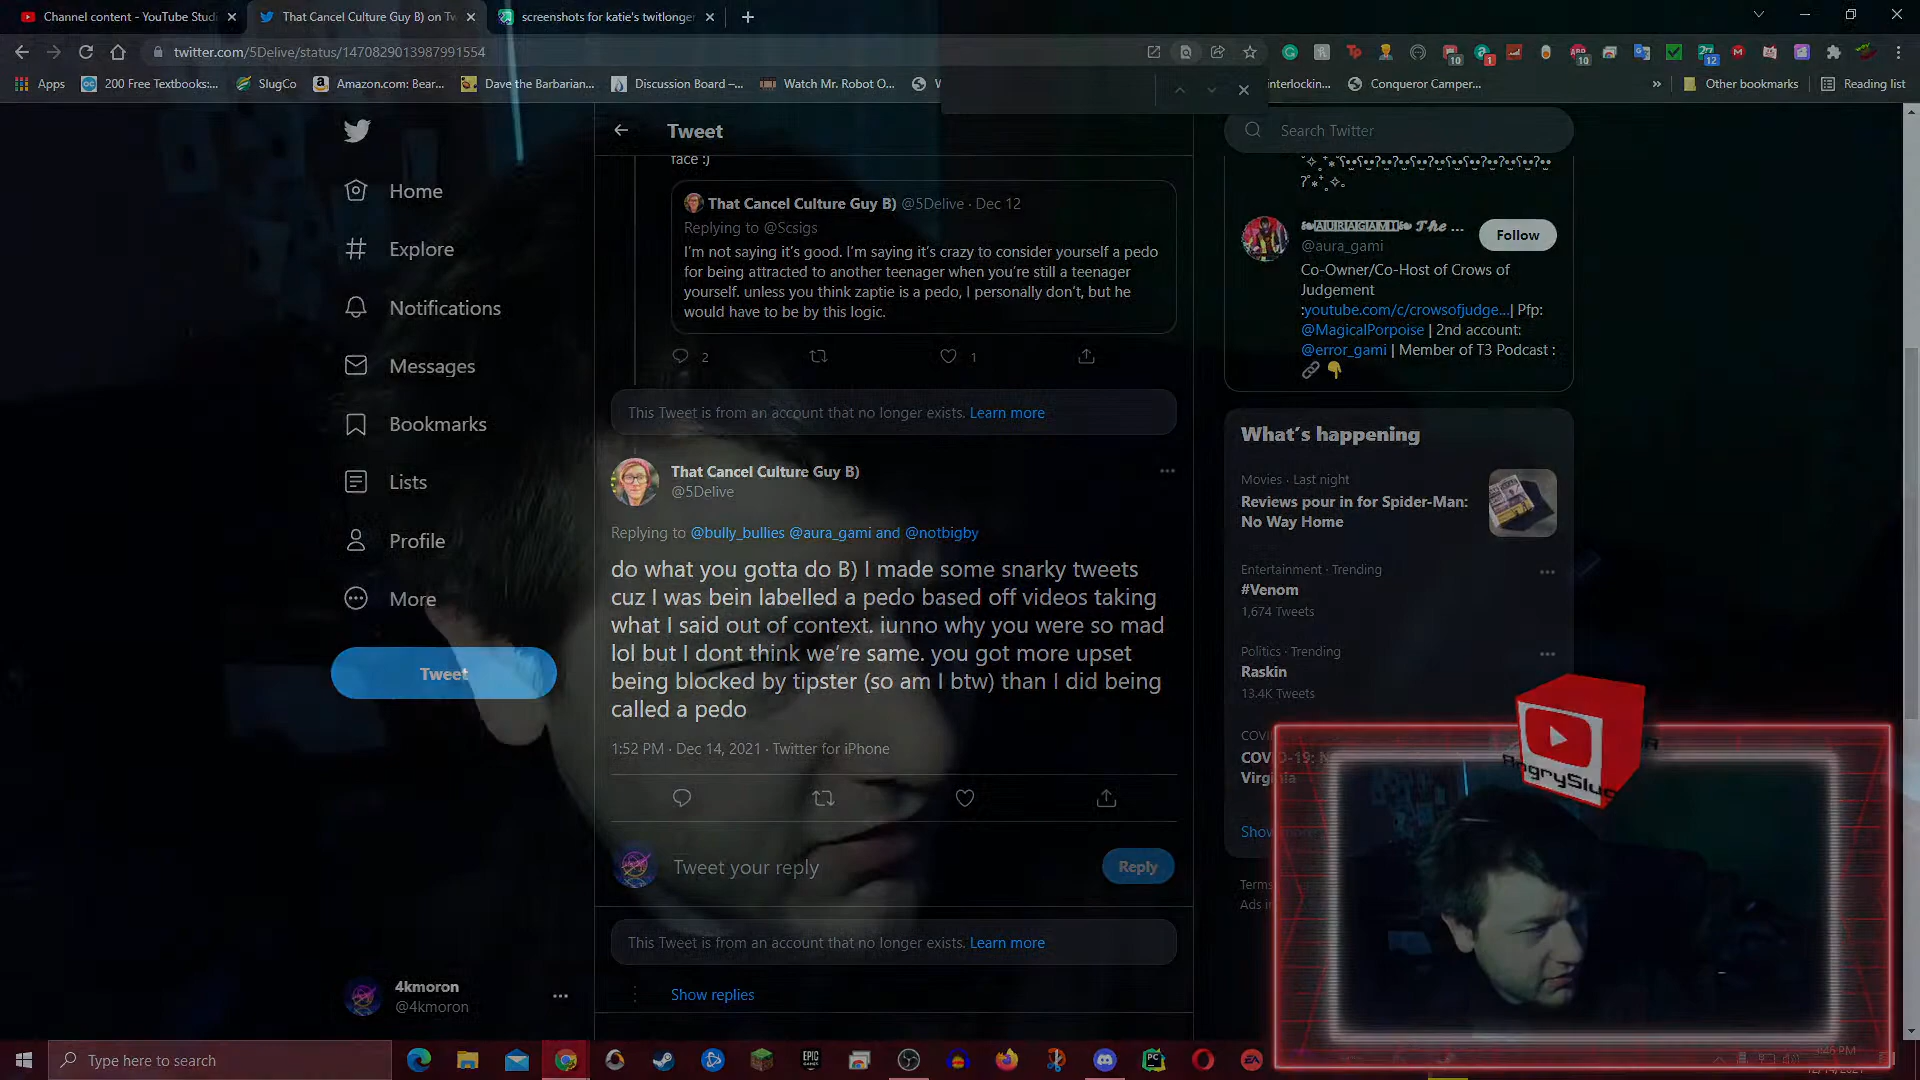 Channel content - YouTube Studi
That Cancel Culture Guy B) on Tw
screenshots for katie's twitlonger
twitter.com/5Delive/status/1470829013987991554
Apps
200 Free Textbooks:...
SlugCo
Amazon.com: Bear...
Dave the Barbarian...
Discussion Board –...
Watch Mr. Robot O...
interlockin...
Conqueror Camper...
Other bookmarks
Reading list
Home
Explore
Notifications
Messages
Bookmarks
Lists
Profile
More
Tweet
4kmoron
@4kmoron
Tweet
face :)
That Cancel Culture Guy B) @5Delive · Dec 12
Replying to @Scsigs
I'm not saying it's good. I'm saying it's crazy to consider yourself a pedo
for being attracted to another teenager when you're still a teenager
yourself. unless you think zaptie is a pedo, I personally don't, but he
would have to be by this logic.
2
1
This Tweet is from an account that no longer exists. Learn more
That Cancel Culture Guy B)
@5Delive
Replying to @bully_bullies @aura_gami and @notbigby
do what you gotta do B) I made some snarky tweets
cuz I was bein labelled a pedo based off videos taking
what I said out of context. iunno why you were so mad
lol but I dont think we're same. you got more upset
being blocked by tipster (so am I btw) than I did being
called a pedo
1:52 PM · Dec 14, 2021 · Twitter for iPhone
Tweet your reply
Reply
This Tweet is from an account that no longer exists. Learn more
Show replies
Search Twitter
The ...
Follow
@aura_gami
Co-Owner/Co-Host of Crows of
Judgement
:youtube.com/c/crowsofjudge...| Pfp:
@MagicalPorpoise | 2nd account:
@error_gami | Member of T3 Podcast :
What's happening
Movies · Last night
Reviews pour in for Spider-Man:
No Way Home
Entertainment · Trending
#Venom
1,674 Tweets
Politics · Trending
Raskin
13.4K Tweets
COVID-19:
Virginia
Show
Terms
AngrySlug
Type here to search